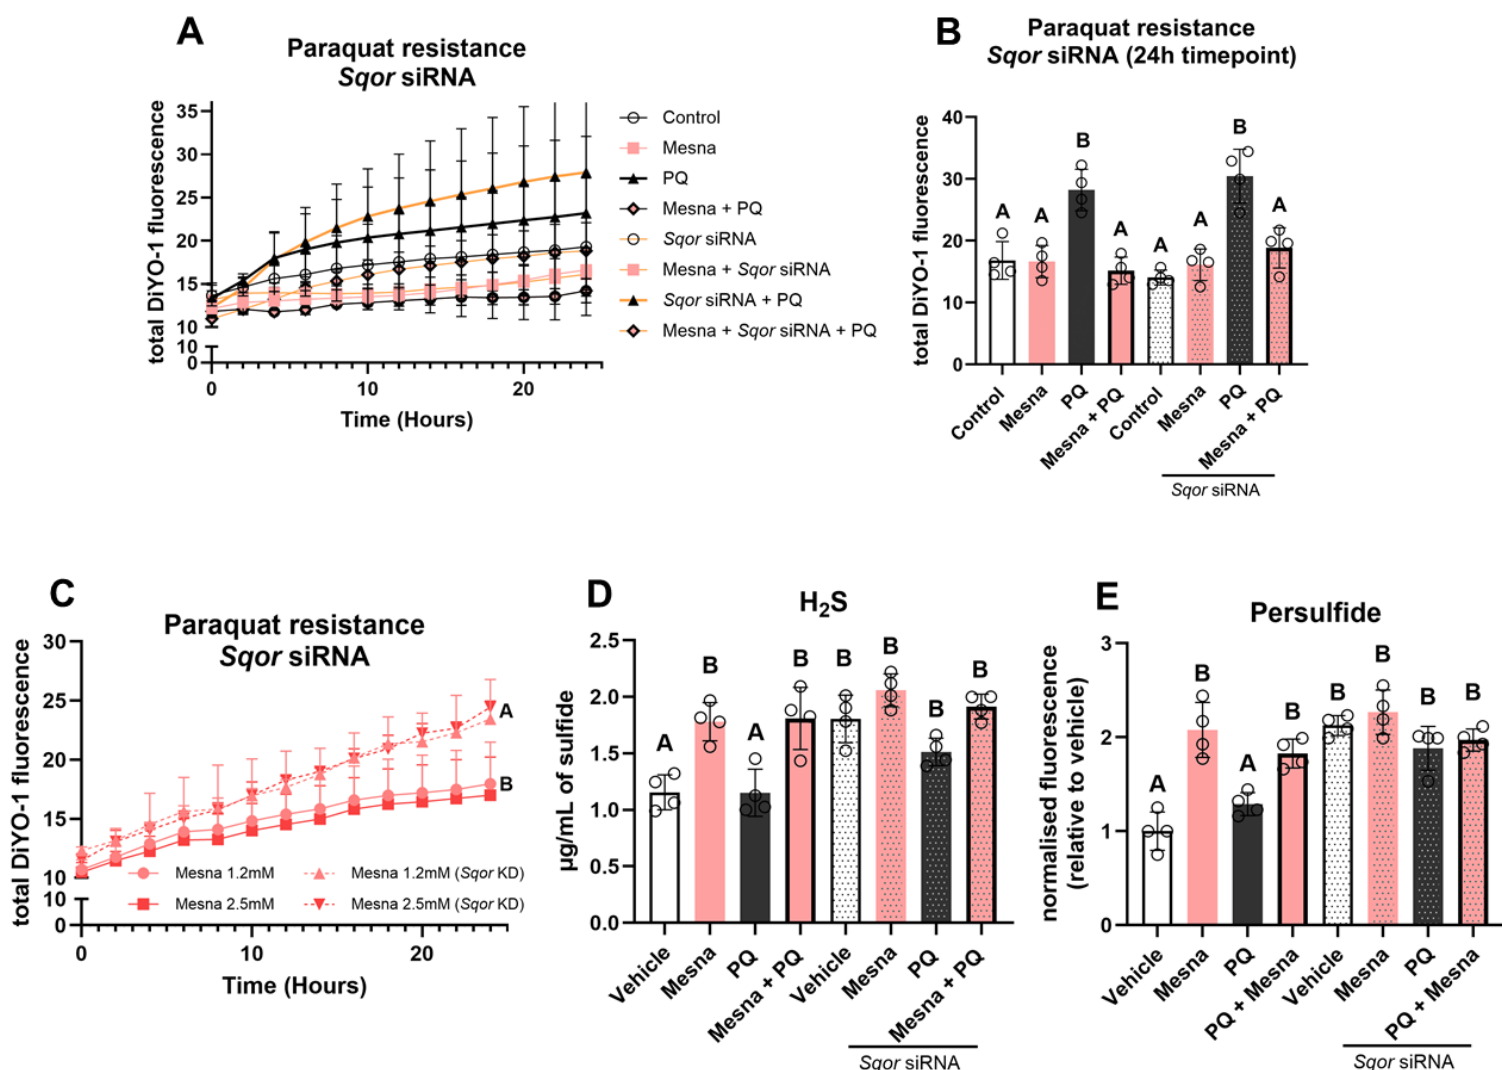 A
Paraquat resistance
Sqor siRNA
total DiYO-1 fluorescence
35
30
25
20
15
10
10
0
0
10
20
Time (Hours)
Control
Mesna
PQ
Mesna + PQ
Sqor siRNA
Mesna + Sqor siRNA
Sqor siRNA + PQ
Mesna + Sqor siRNA + PQ
B
Paraquat resistance
Sqor siRNA (24h timepoint)
total DiYO-1 fluorescence
40
30
20
10
0
A
A
B
A
A
A
B
A
Control
Mesna
PQ
Mesna + PQ
Control
Mesna
PQ
Mesna + PQ
Sqor siRNA
C
Paraquat resistance
Sqor siRNA
total DiYO-1 fluorescence
30
25
20
15
10
10
0
A
B
Mesna 1.2mM
Mesna 2.5mM
Mesna 1.2mM (Sqor KD)
Mesna 2.5mM (Sqor KD)
0
10
20
Time (Hours)
D
H2S
µg/mL of sulfide
2.5
2.0
1.5
1.0
0.5
0.0
A
B
A
B
B
B
B
B
Vehicle
Mesna
PQ
Mesna + PQ
Vehicle
Mesna
PQ
Mesna + PQ
Sqor siRNA
E
Persulfide
normalised fluorescence
(relative to vehicle)
3
2
1
0
A
B
A
B
B
B
B
B
Vehicle
Mesna
PQ
PQ + Mesna
Vehicle
Mesna
PQ
PQ + Mesna
Sqor siRNA